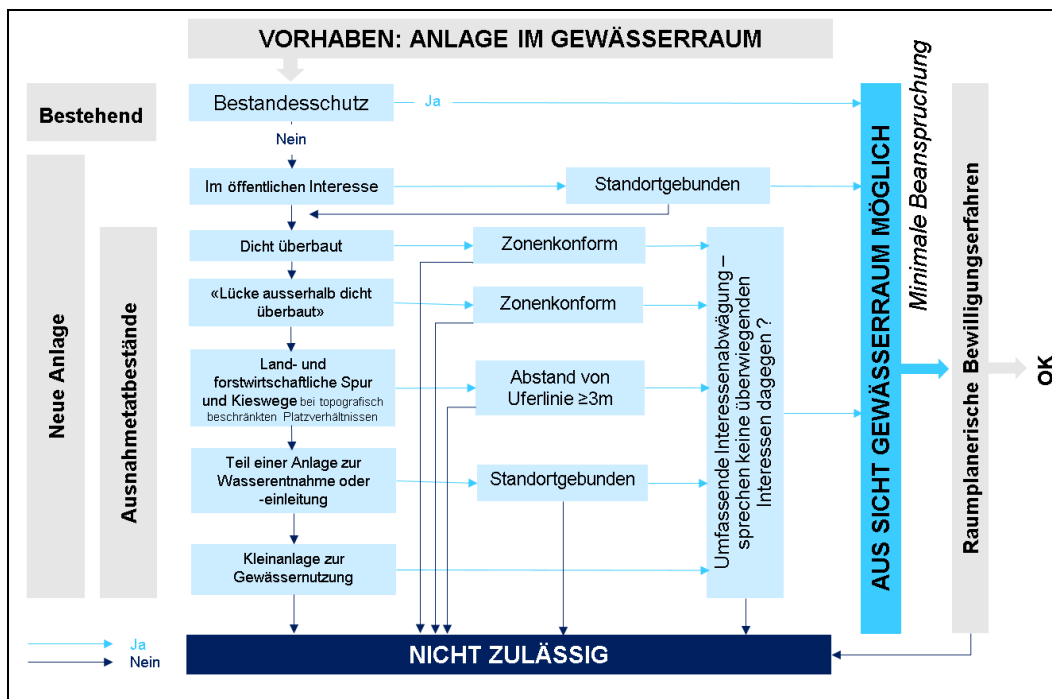 VORHABEN: ANLAGE IM GEWÄSSERRAUM
Bestehend
Bestandesschutz
Ja
Nein
Neue Anlage
Im öffentlichen Interesse
Standortgebunden
Ausnahmetatbestände
Dicht überbaut
Zonenkonform
«Lücke ausserhalb dicht
überbaut»
Zonenkonform
Land- und
forstwirtschaftliche Spur
und Kieswege bei topografisch
beschränkten Platzverhältnissen
Abstand von
Uferlinie ≥3m
Teil einer Anlage zur
Wasserentnahme oder
-einleitung
Standortgebunden
Kleinanlage zur
Gewässernutzung
Umfassende Interessenabwägung –
sprechen keine überwiegenden
Interessen dagegen ?
AUS SICHT GEWÄSSERRAUM MÖGLICH
Minimale Beanspruchung
Raumplanerische Bewilligungserfahren
OK
Ja
Nein
NICHT ZULÄSSIG